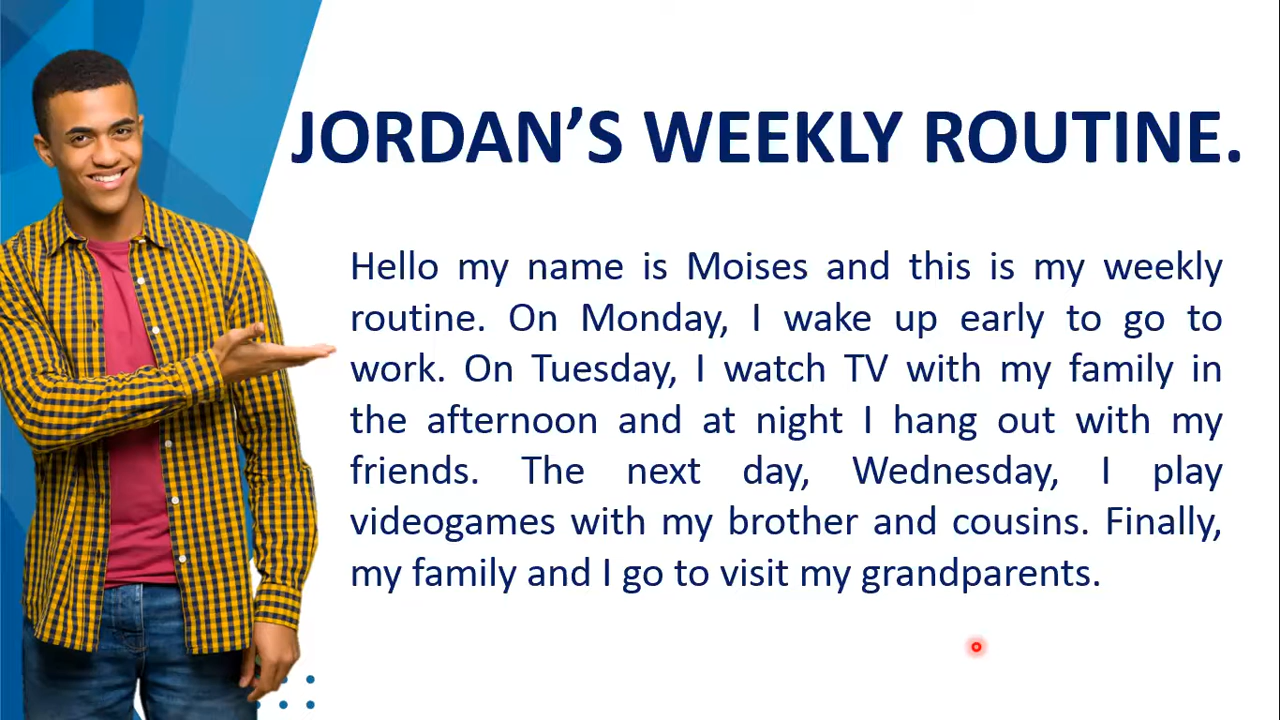 JORDAN’S WEEKLY ROUTINE.
Hello my name is Moises and this is my weekly
routine. On Monday, I wake up early to go to
work. On Tuesday, I watch TV with my family in
the afternoon and at night I hang out with my
friends. The next day, Wednesday, I play
videogames with my brother and cousins. Finally,
my family and I go to visit my grandparents.